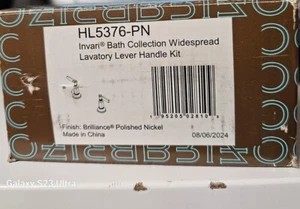 HL5376-PN
Invari® Bath Collection Widespread
Lavatory Lever Handle Kit
Finish: Brilliance® Polished Nickel
Made in China
08/06/2024
Galaxy S23 Ultra